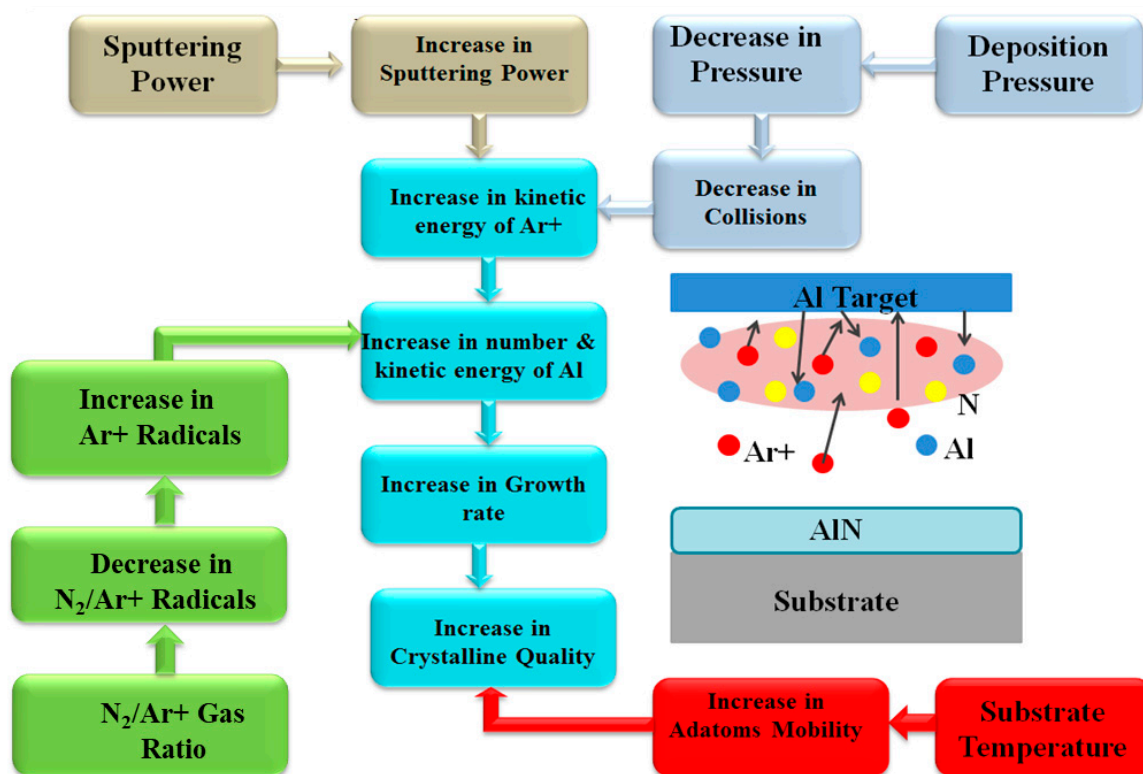 Sputtering
Power
Increase in
Sputtering Power
Decrease in
Pressure
Deposition
Pressure
Increase in kinetic
energy of Ar+
Decrease in
Collisions
Increase in number &
kinetic energy of Al
Increase in
Ar+ Radicals
Increase in Growth
rate
Decrease in
N₂/Ar+ Radicals
Increase in
Crystalline Quality
N₂/Ar+ Gas
Ratio
Al Target
N
Ar+
Al
AlN
Substrate
Increase in
Adatoms Mobility
Substrate
Temperature